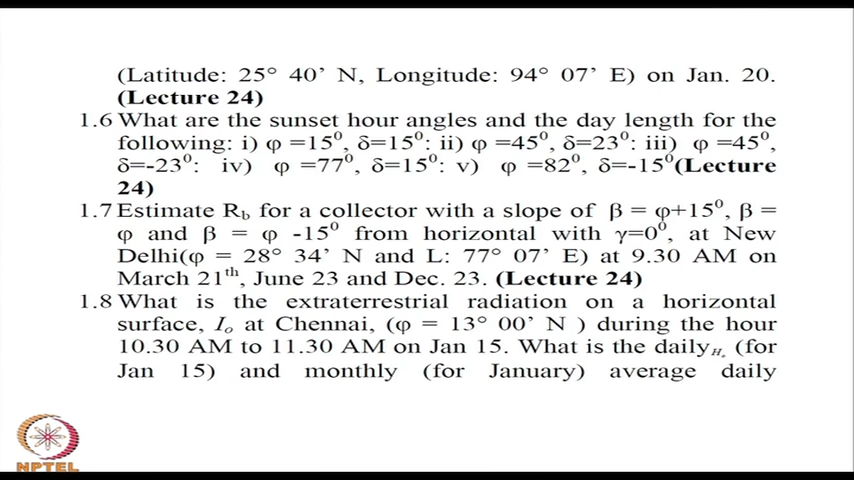 (Latitude: 25° 40' N, Longitude: 94° 07' E) on Jan. 20.
(Lecture 24)
1.6 What are the sunset hour angles and the day length for the
following: i) φ =15⁰, δ=15⁰: ii) φ =45⁰, δ=23⁰: iii) φ =45⁰,
δ=-23⁰: iv) φ =77⁰, δ=15⁰: v) φ =82⁰, δ=-15⁰(Lecture
24)
1.7 Estimate R_b for a collector with a slope of β = φ+15⁰, β =
φ and β = φ -15⁰ from horizontal with γ=0⁰, at New
Delhi(φ = 28° 34' N and L: 77° 07' E) at 9.30 AM on
March 21ᵗʰ, June 23 and Dec. 23. (Lecture 24)
1.8 What is the extraterrestrial radiation on a horizontal
surface, I_o at Chennai, (φ = 13° 00' N ) during the hour
10.30 AM to 11.30 AM on Jan 15. What is the daily H_o (for
Jan 15) and monthly (for January) average daily
NPTEL